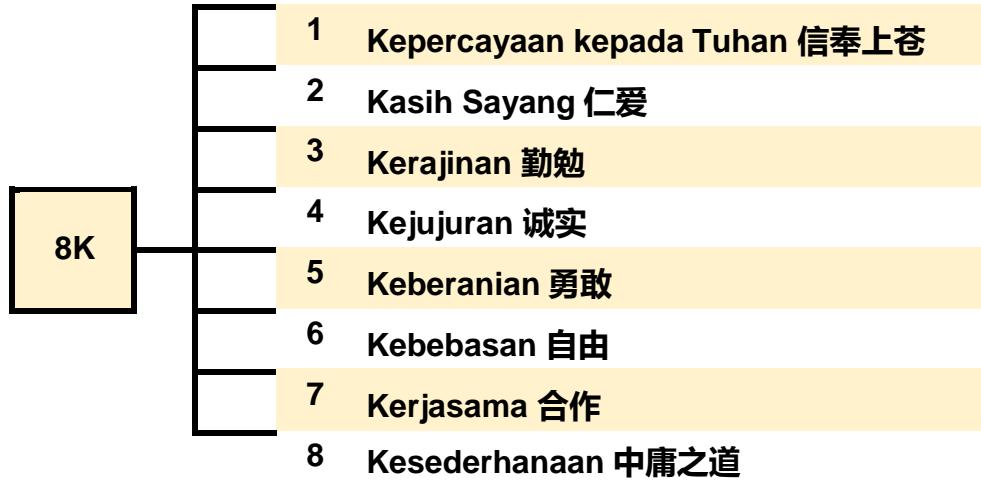 8K
1 Kepercayaan kepada Tuhan 信奉上苍
2 Kasih Sayang 仁爱
3 Kerajinan 勤勉
4 Kejujuran 诚实
5 Keberanian 勇敢
6 Kebebasan 自由
7 Kerjasama 合作
8 Kesederhanaan 中庸之道